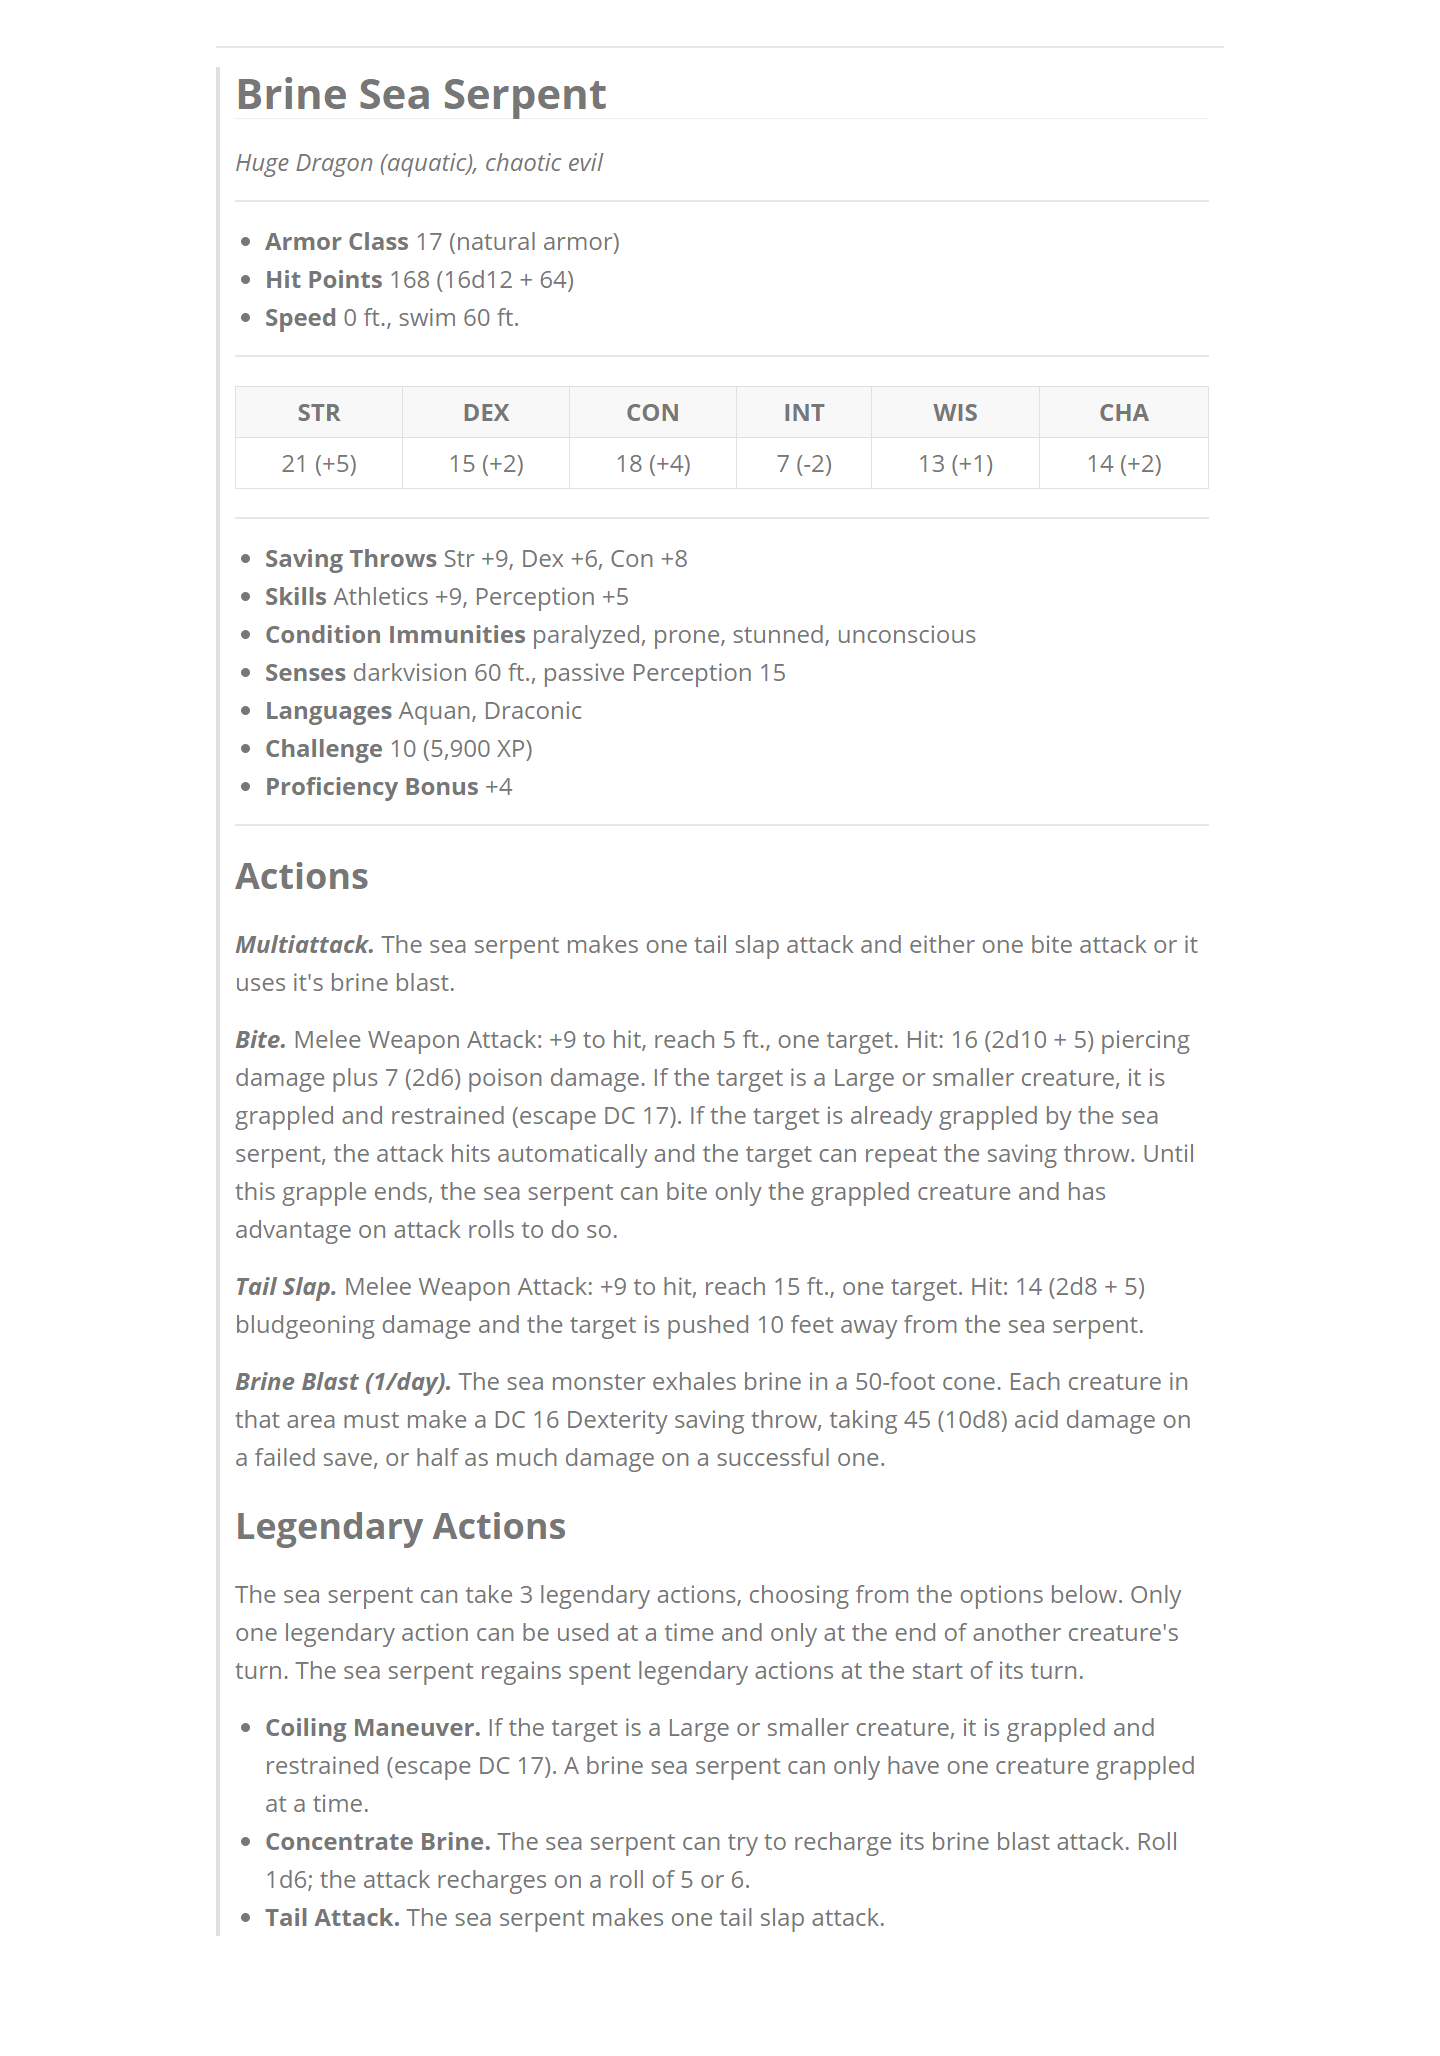 Brine Sea Serpent
Huge Dragon (aquatic), chaotic evil
Armor Class 17 (natural armor)
Hit Points 168 (16d12 + 64)
Speed 0 ft., swim 60 ft.
STR DEX CON INT WIS CHA
21 (+5) 15 (+2) 18 (+4) 7 (-2) 13 (+1) 14 (+2)
Saving Throws Str +9, Dex +6, Con +8
Skills Athletics +9, Perception +5
Condition Immunities paralyzed, prone, stunned, unconscious
Senses darkvision 60 ft., passive Perception 15
Languages Aquan, Draconic
Challenge 10 (5,900 XP)
Proficiency Bonus +4
Actions
Multiattack. The sea serpent makes one tail slap attack and either one bite attack or it
uses it's brine blast.
Bite. Melee Weapon Attack: +9 to hit, reach 5 ft., one target. Hit: 16 (2d10 + 5) piercing
damage plus 7 (2d6) poison damage. If the target is a Large or smaller creature, it is
grappled and restrained (escape DC 17). If the target is already grappled by the sea
serpent, the attack hits automatically and the target can repeat the saving throw. Until
this grapple ends, the sea serpent can bite only the grappled creature and has
advantage on attack rolls to do so.
Tail Slap. Melee Weapon Attack: +9 to hit, reach 15 ft., one target. Hit: 14 (2d8 + 5)
bludgeoning damage and the target is pushed 10 feet away from the sea serpent.
Brine Blast (1/day). The sea monster exhales brine in a 50-foot cone. Each creature in
that area must make a DC 16 Dexterity saving throw, taking 45 (10d8) acid damage on
a failed save, or half as much damage on a successful one.
Legendary Actions
The sea serpent can take 3 legendary actions, choosing from the options below. Only
one legendary action can be used at a time and only at the end of another creature's
turn. The sea serpent regains spent legendary actions at the start of its turn.
Coiling Maneuver. If the target is a Large or smaller creature, it is grappled and
restrained (escape DC 17). A brine sea serpent can only have one creature grappled
at a time.
Concentrate Brine. The sea serpent can try to recharge its brine blast attack. Roll
1d6; the attack recharges on a roll of 5 or 6.
Tail Attack. The sea serpent makes one tail slap attack.